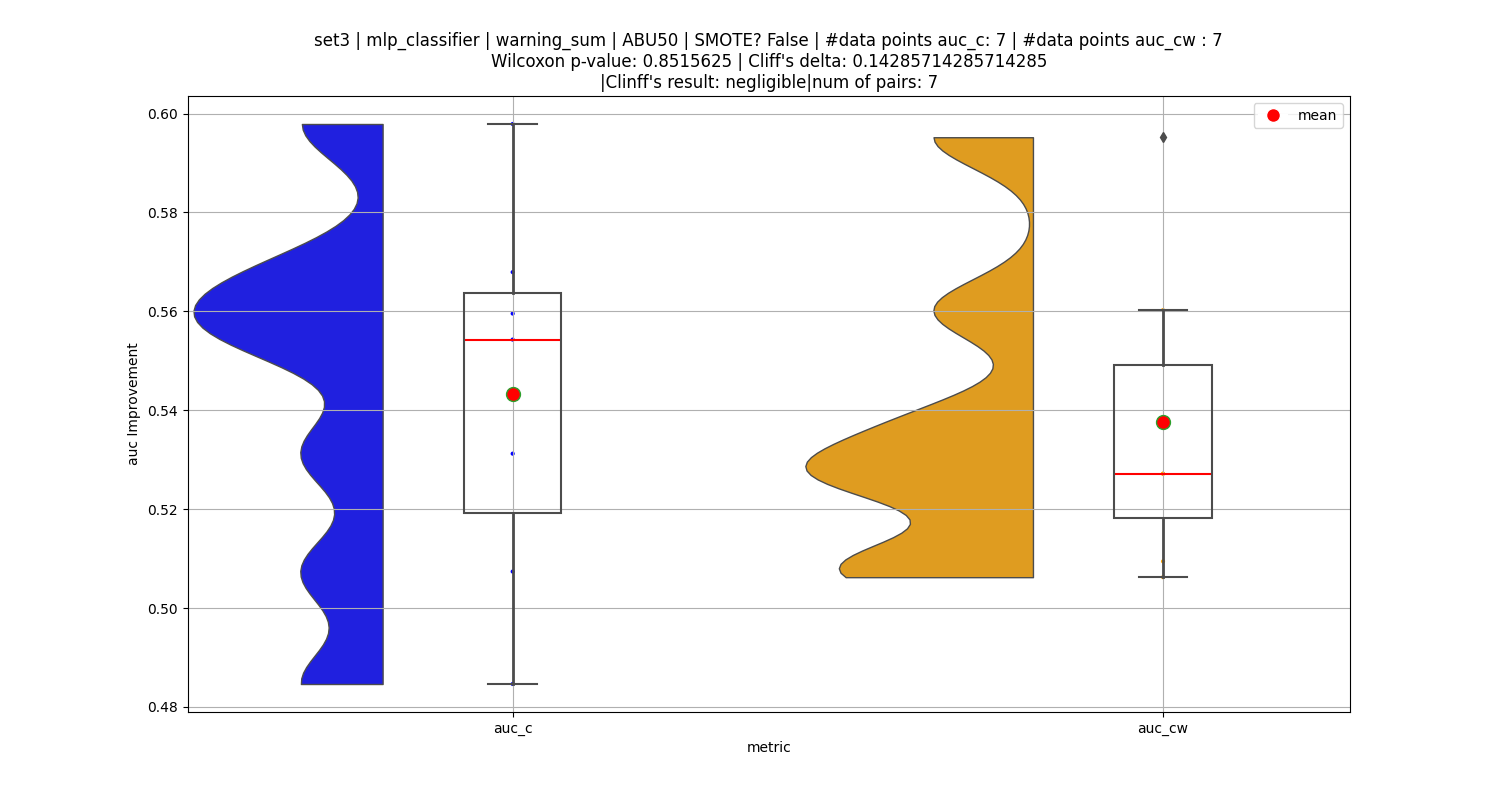 set3 | mlp_classifier | warning_sum | ABU50 | SMOTE? False | #data points auc_c: 7 | #data points auc_cw : 7
Wilcoxon p-value: 0.8515625 | Cliff's delta: 0.14285714285714285
|Clinff's result: negligible|num of pairs: 7
mean
0.60
0.58
0.56
0.54
0.52
0.50
0.48
auc Improvement
auc_c
auc_cw
metric